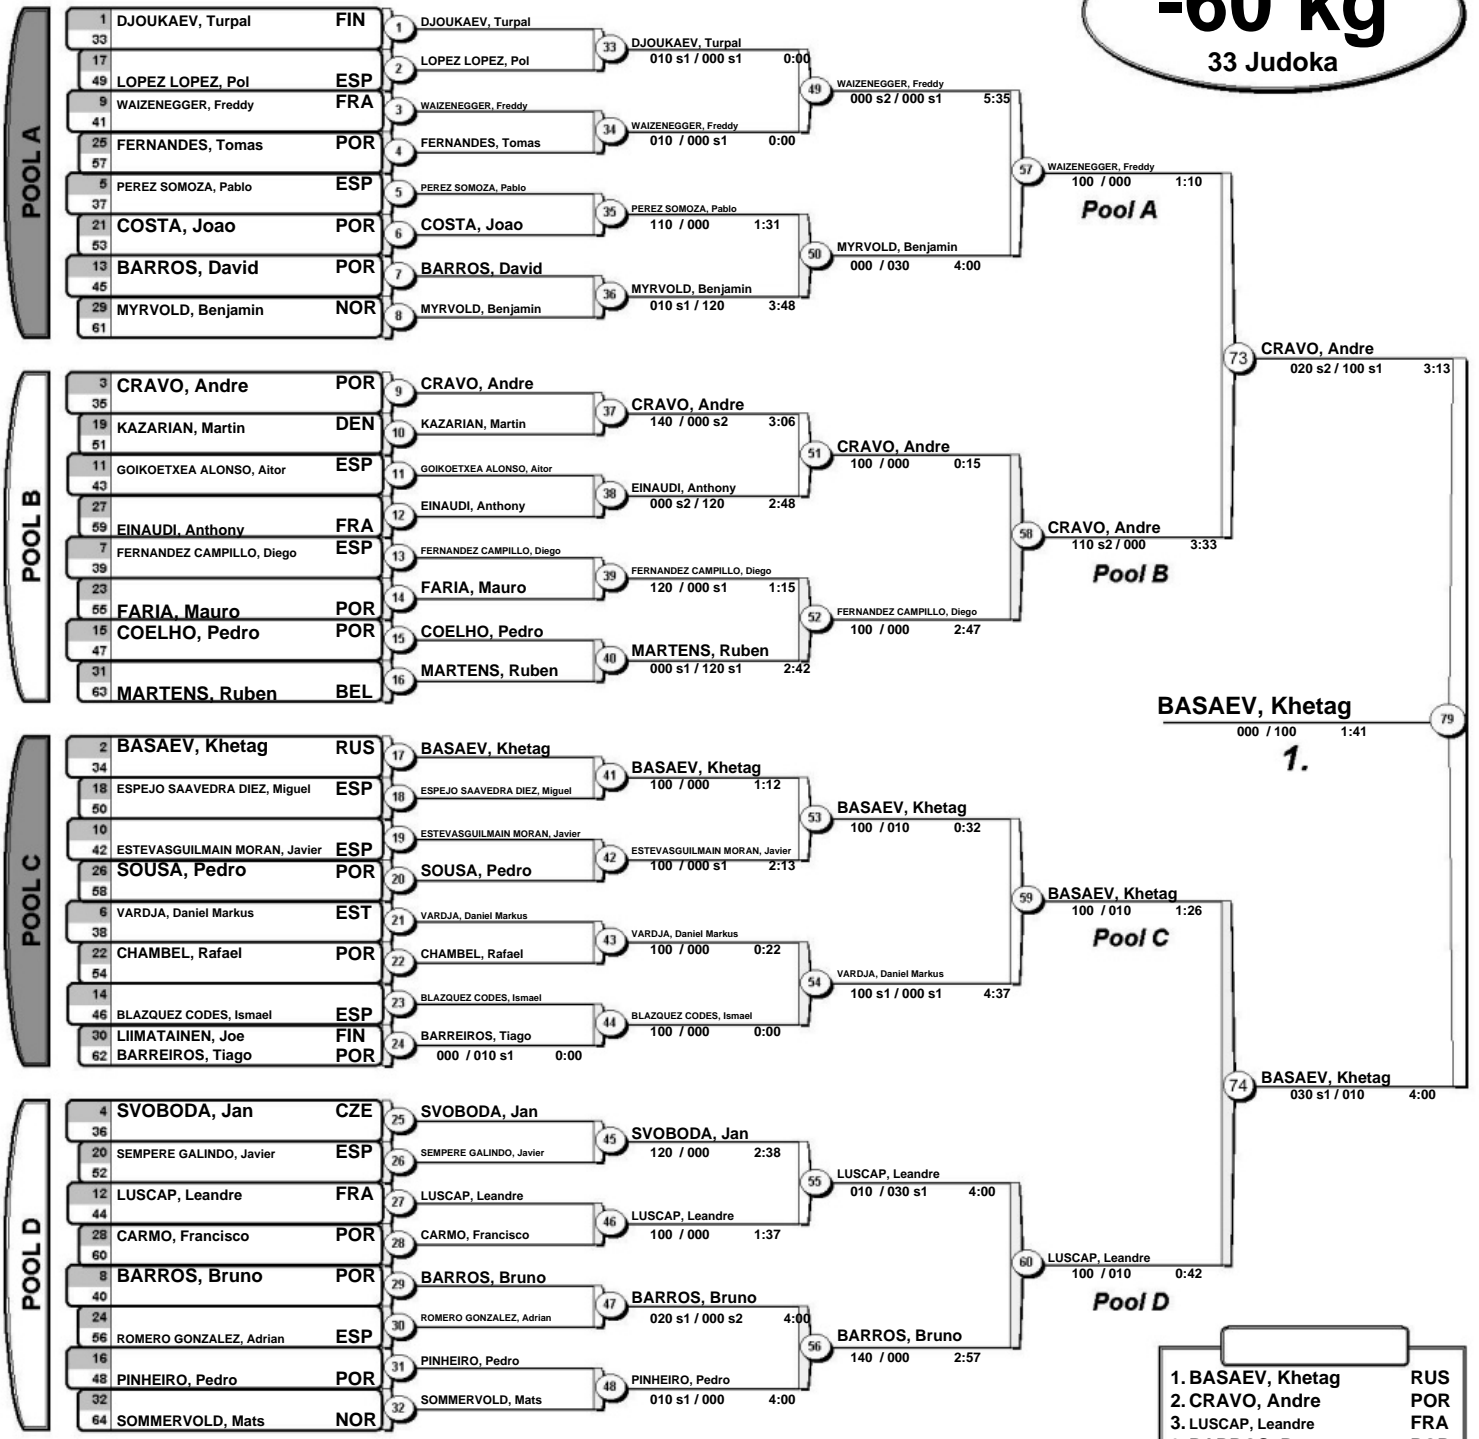 -60 kg
33 Judoka
POOL A
1 DJOUKAEV, Turpal FIN
33
17
49 LOPEZ LOPEZ, Pol ESP
9 WAIZENEGGER, Freddy FRA
41
25 FERNANDES, Tomas POR
57
5 PEREZ SOMOZA, Pablo ESP
37
21 COSTA, Joao POR
53
13 BARROS, David POR
45
29 MYRVOLD, Benjamin NOR
61
1 DJOUKAEV, Turpal
2 LOPEZ LOPEZ, Pol
3 WAIZENEGGER, Freddy
4 FERNANDES, Tomas
5 PEREZ SOMOZA, Pablo
6 COSTA, Joao
7 BARROS, David
8 MYRVOLD, Benjamin
33 DJOUKAEV, Turpal
010 s1 / 000 s1 0:00
34 WAIZENEGGER, Freddy
010 / 000 s1 0:00
35 PEREZ SOMOZA, Pablo
110 / 000 1:31
36 MYRVOLD, Benjamin
010 s1 / 120 3:48
49 WAIZENEGGER, Freddy
000 s2 / 000 s1 5:35
50 MYRVOLD, Benjamin
000 / 030 4:00
57 WAIZENEGGER, Freddy
100 / 000 1:10
Pool A
POOL B
3 CRAVO, Andre POR
35
19 KAZARIAN, Martin DEN
51
11 GOIKOETXEA ALONSO, Aitor ESP
43
27
59 EINAUDI, Anthony FRA
7 FERNANDEZ CAMPILLO, Diego ESP
39
23
55 FARIA, Mauro POR
15 COELHO, Pedro POR
47
31
63 MARTENS, Ruben BEL
9 CRAVO, Andre
10 KAZARIAN, Martin
11 GOIKOETXEA ALONSO, Aitor
12 EINAUDI, Anthony
13 FERNANDEZ CAMPILLO, Diego
14 FARIA, Mauro
15 COELHO, Pedro
16 MARTENS, Ruben
37 CRAVO, Andre
140 / 000 s2 3:06
38 EINAUDI, Anthony
000 s2 / 120 2:48
39 FERNANDEZ CAMPILLO, Diego
120 / 000 s1 1:15
40 MARTENS, Ruben
000 s1 / 120 s1 2:42
51 CRAVO, Andre
100 / 000 0:15
52 FERNANDEZ CAMPILLO, Diego
100 / 000 2:47
58 CRAVO, Andre
110 s2 / 000 3:33
Pool B
73 CRAVO, Andre
020 s2 / 100 s1 3:13
BASAEV, Khetag 79
000 / 100 1:41
1.
POOL C
2 BASAEV, Khetag RUS
34
18 ESPEJO SAAVEDRA DIEZ, Miguel ESP
50
10
42 ESTEVASGUILMAIN MORAN, Javier ESP
26 SOUSA, Pedro POR
58
6 VARDJA, Daniel Markus EST
38
22 CHAMBEL, Rafael POR
54
14
46 BLAZQUEZ CODES, Ismael ESP
30 LIIMATAINEN, Joe FIN
62 BARREIROS, Tiago POR
17 BASAEV, Khetag
18 ESPEJO SAAVEDRA DIEZ, Miguel
19 ESTEVASGUILMAIN MORAN, Javier
20 SOUSA, Pedro
21 VARDJA, Daniel Markus
22 CHAMBEL, Rafael
23 BLAZQUEZ CODES, Ismael
24 BARREIROS, Tiago
000 / 010 s1 0:00
41 BASAEV, Khetag
100 / 000 1:12
42 ESTEVASGUILMAIN MORAN, Javier
100 / 000 s1 2:13
43 VARDJA, Daniel Markus
100 / 000 0:22
44 BLAZQUEZ CODES, Ismael
100 / 000 0:00
53 BASAEV, Khetag
100 / 010 0:32
54 VARDJA, Daniel Markus
100 s1 / 000 s1 4:37
59 BASAEV, Khetag
100 / 010 1:26
Pool C
POOL D
4 SVOBODA, Jan CZE
36
20 SEMPERE GALINDO, Javier ESP
52
12 LUSCAP, Leandre FRA
44
28 CARMO, Francisco POR
60
8 BARROS, Bruno POR
40
24
56 ROMERO GONZALEZ, Adrian ESP
16
48 PINHEIRO, Pedro POR
32
64 SOMMERVOLD, Mats NOR
25 SVOBODA, Jan
26 SEMPERE GALINDO, Javier
27 LUSCAP, Leandre
28 CARMO, Francisco
29 BARROS, Bruno
30 ROMERO GONZALEZ, Adrian
31 PINHEIRO, Pedro
32 SOMMERVOLD, Mats
45 SVOBODA, Jan
120 / 000 2:38
46 LUSCAP, Leandre
100 / 000 1:37
47 BARROS, Bruno
020 s1 / 000 s2 4:00
48 PINHEIRO, Pedro
010 s1 / 000 4:00
55 LUSCAP, Leandre
010 / 030 s1 4:00
56 BARROS, Bruno
140 / 000 2:57
60 LUSCAP, Leandre
100 / 010 0:42
Pool D
74 BASAEV, Khetag
030 s1 / 010 4:00
1. BASAEV, Khetag RUS
2. CRAVO, Andre POR
3. LUSCAP, Leandre FRA